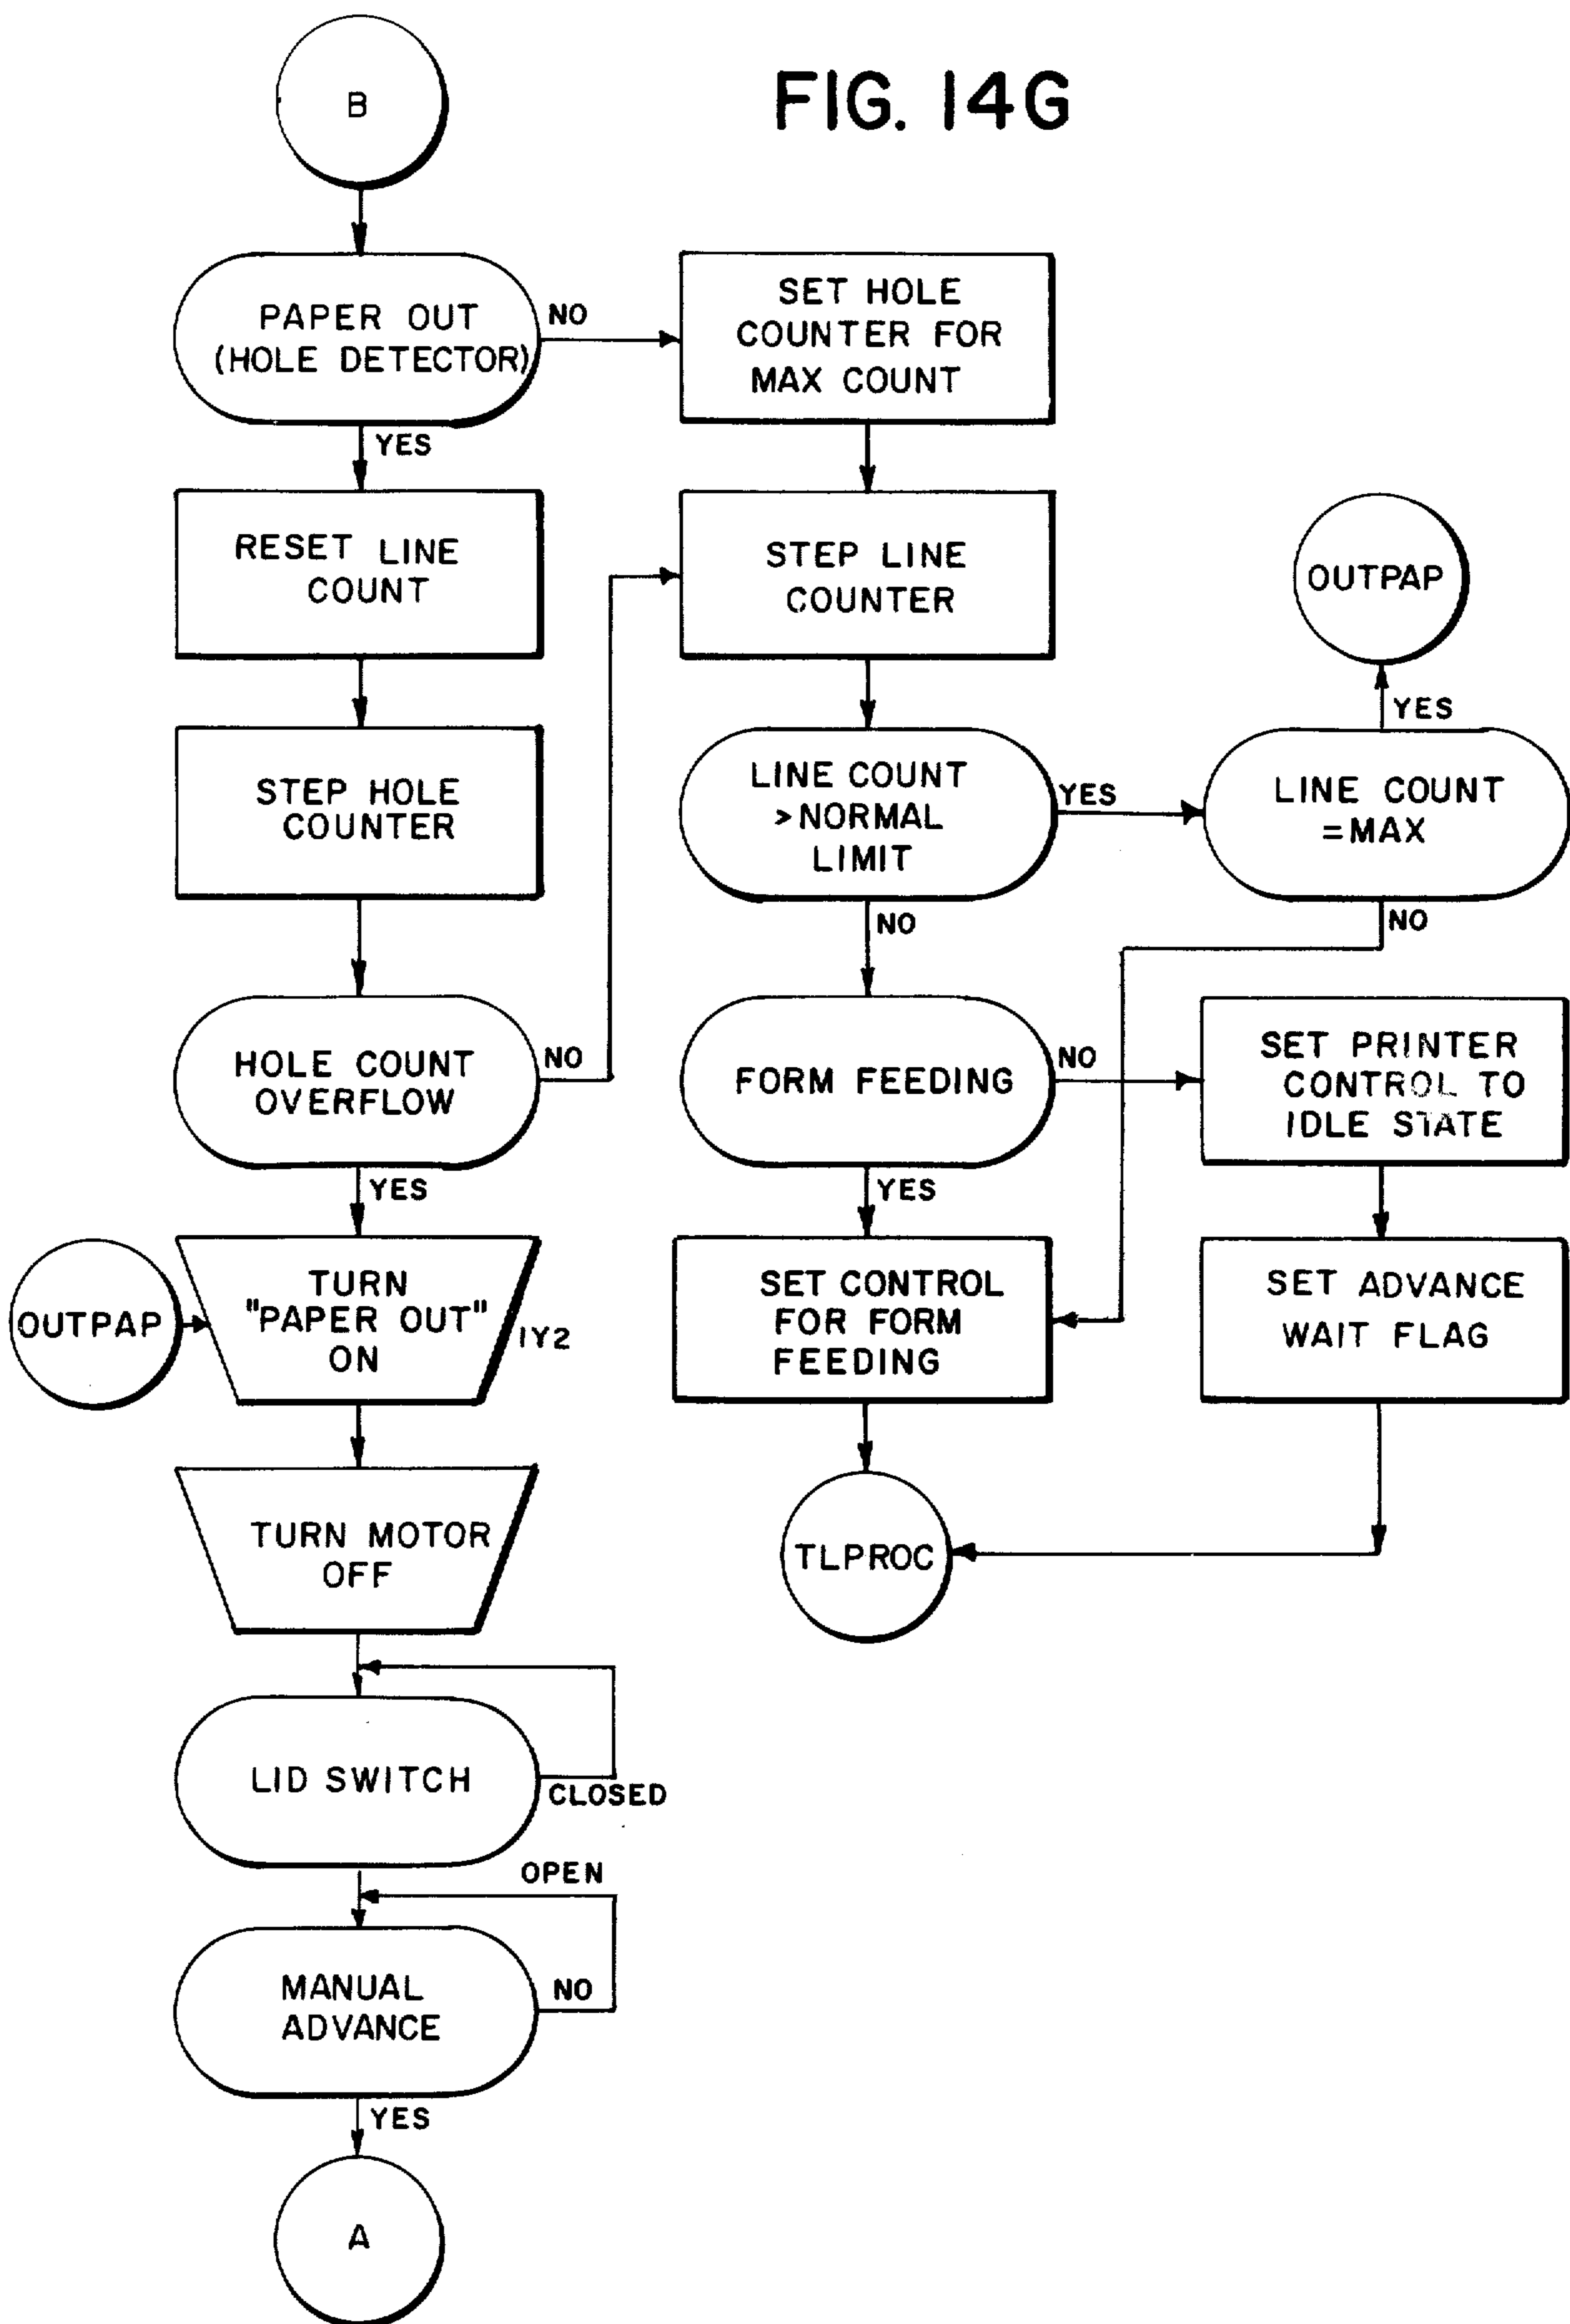 FIG. 14G
B
PAPER OUT
(HOLE DETECTOR)
NO
YES
SET HOLE
COUNTER FOR
MAX COUNT
RESET LINE
COUNT
STEP LINE
COUNTER
OUTPAP
STEP HOLE
COUNTER
LINE COUNT
>NORMAL
LIMIT
YES
NO
LINE COUNT
=MAX
YES
NO
HOLE COUNT
OVERFLOW
NO
YES
FORM FEEDING
NO
YES
SET PRINTER
CONTROL TO
IDLE STATE
OUTPAP
TURN
"PAPER OUT"
ON
1Y2
SET CONTROL
FOR FORM
FEEDING
SET ADVANCE
WAIT FLAG
TURN MOTOR
OFF
TLPROC
LID SWITCH
CLOSED
OPEN
MANUAL
ADVANCE
NO
YES
A